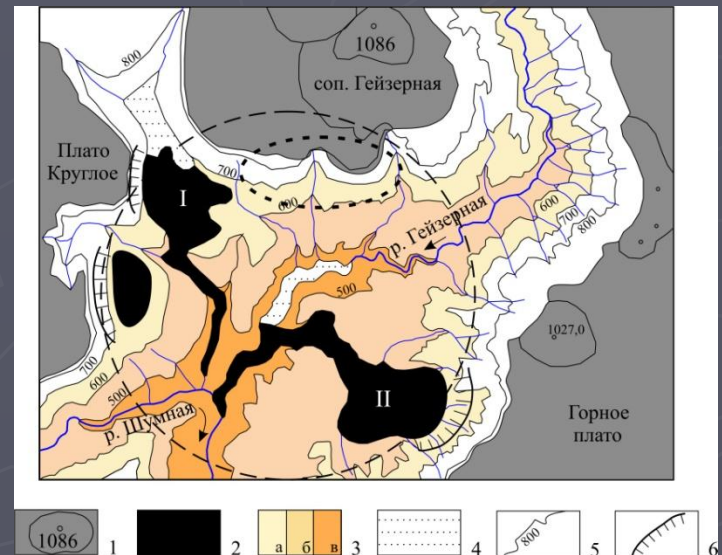 800
1086
соп. Гейзерная
Плато
Круглое
700
600
I
р. Гейзерная
600
700
800
500
1027,0
700
600
500
II
р. Шумная
Горное
плато
1086 1
2
а б в 3
4
800 5
6